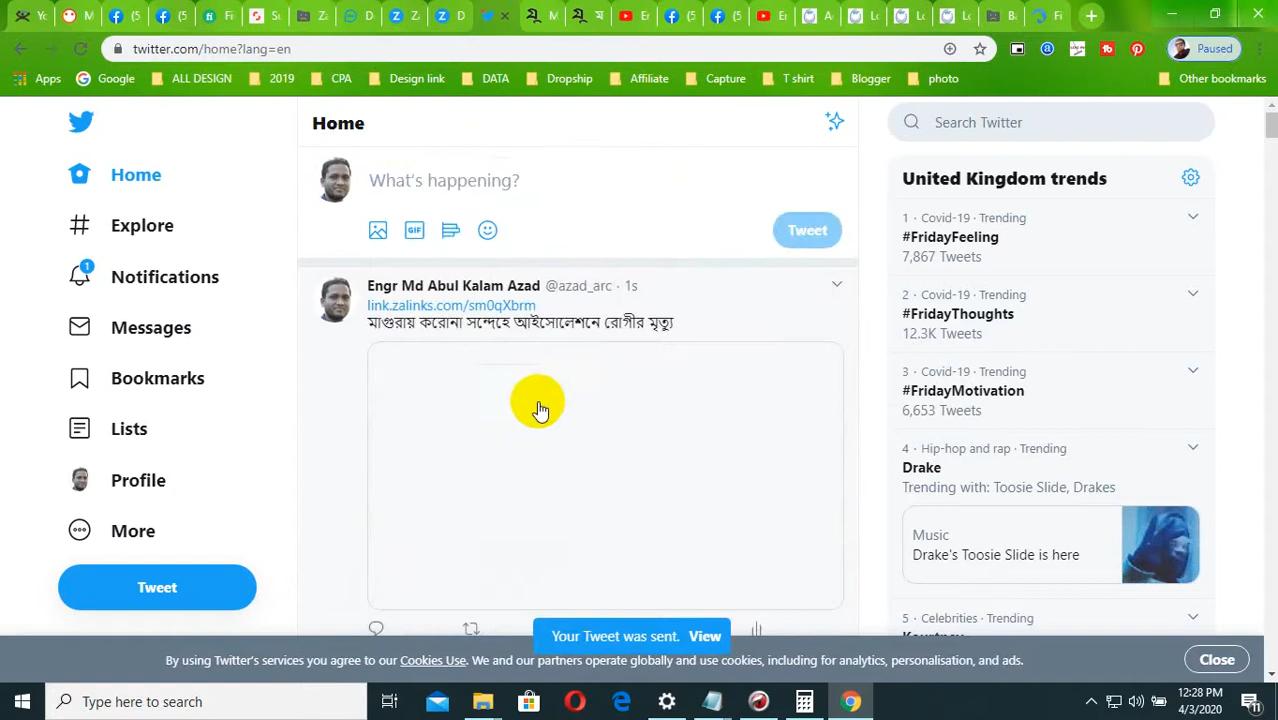 twitter.com/home?lang=en
Paused
Apps
Google
ALL DESIGN
2019
CPA
Design link
DATA
Dropship
Affiliate
Capture
T shirt
Blogger
photo
Other bookmarks
Home
Explore
1
Notifications
Messages
Bookmarks
Lists
Profile
More
Tweet
Home
What's happening?
GIF
Tweet
Engr Md Abul Kalam Azad @azad_arc · 1s
link.zalinks.com/sm0qXbrm
মাগুরায় করোনা সন্দেহে আইসোলেশনে রোগীর মৃত্যু
Search Twitter
United Kingdom trends
1 · Covid-19 · Trending
#FridayFeeling
7,867 Tweets
2 · Covid-19 · Trending
#FridayThoughts
12.3K Tweets
3 · Covid-19 · Trending
#FridayMotivation
6,653 Tweets
4 · Hip-hop and rap · Trending
Drake
Trending with: Toosie Slide, Drakes
Music
Drake's Toosie Slide is here
5 · Celebrities · Trending
Your Tweet was sent. View
By using Twitter's services you agree to our Cookies Use. We and our partners operate globally and use cookies, including for analytics, personalisation, and ads.
Close
Type here to search
12:28 PM
4/3/2020
11